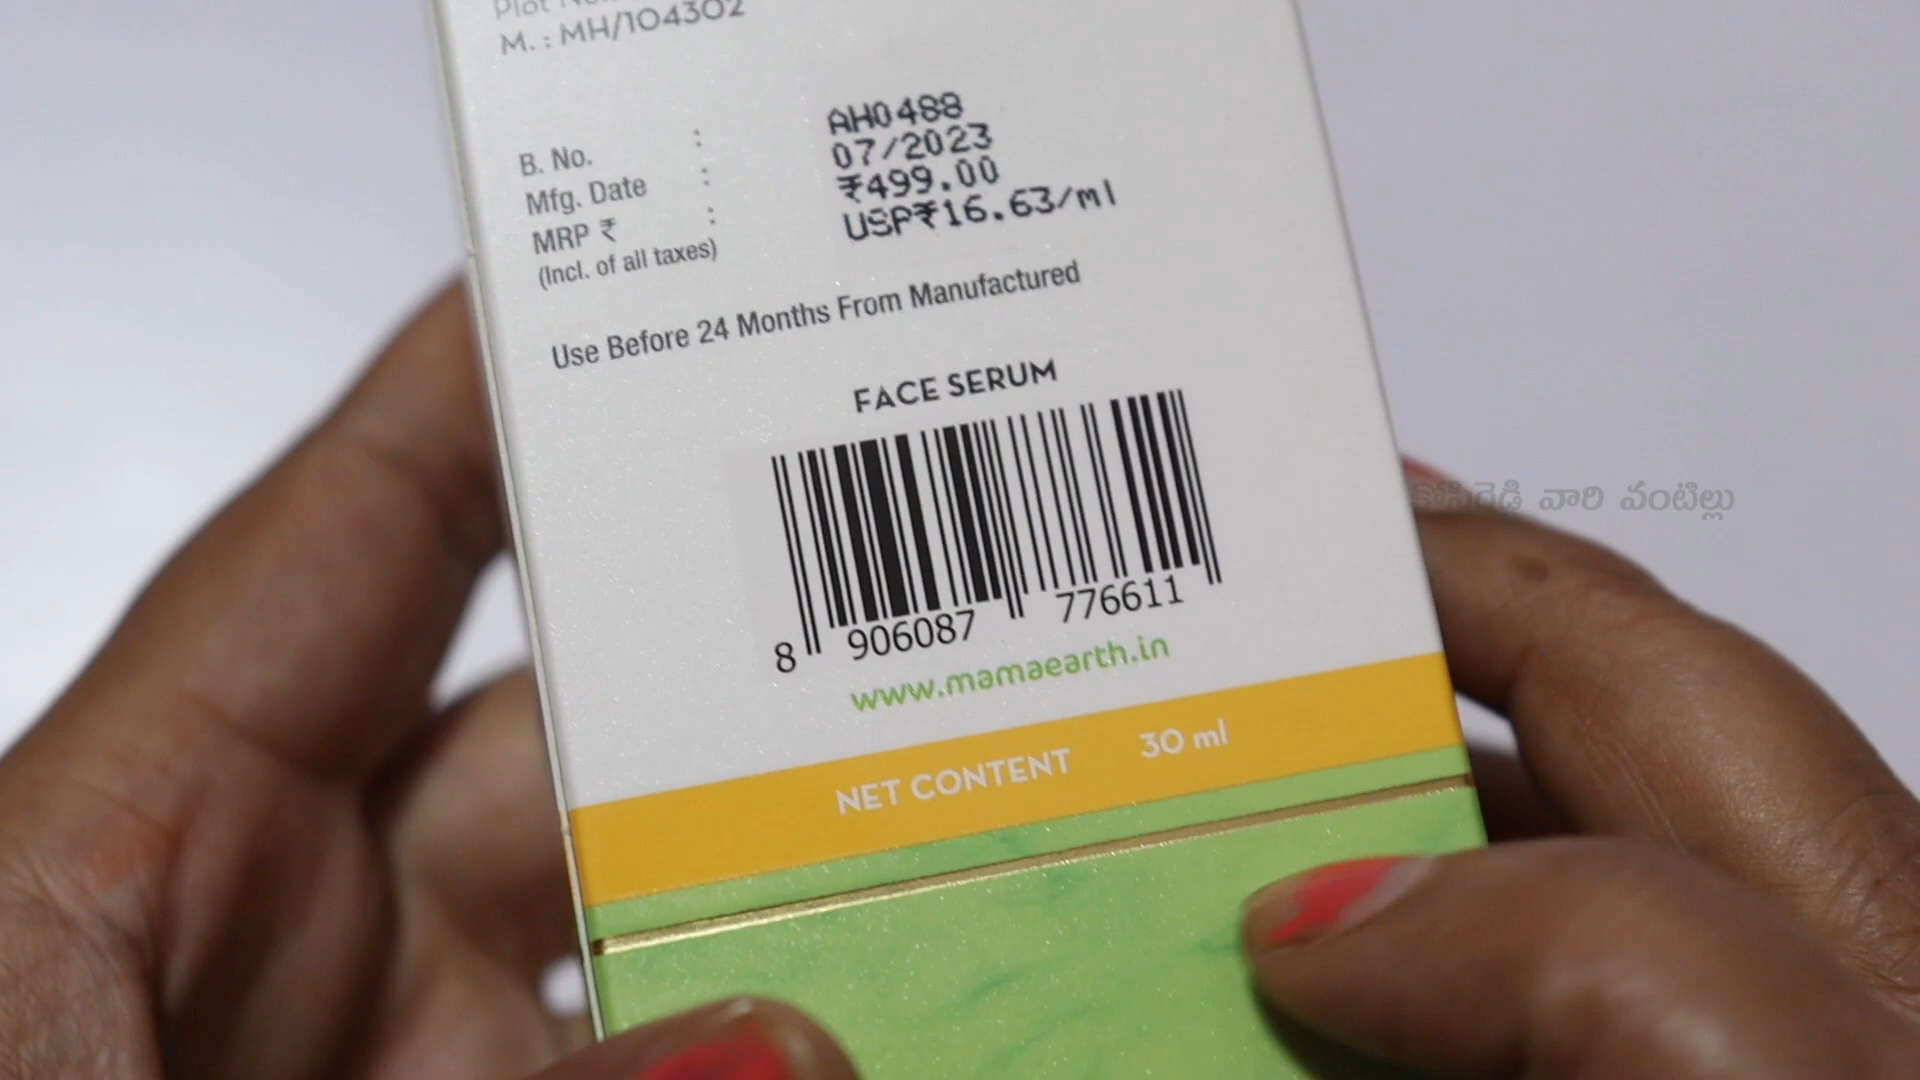 M. : MH/104302
B. No. : AH0488
Mfg. Date : 07/2023
MRP ₹ : ₹499.00
(Incl. of all taxes) USP₹16.63/ml
Use Before 24 Months From Manufactured
FACE SERUM
8 906087 776611
www.mamaearth.in
NET CONTENT 30 ml
కోసిరెడ్డి వారి వంటిల్లు